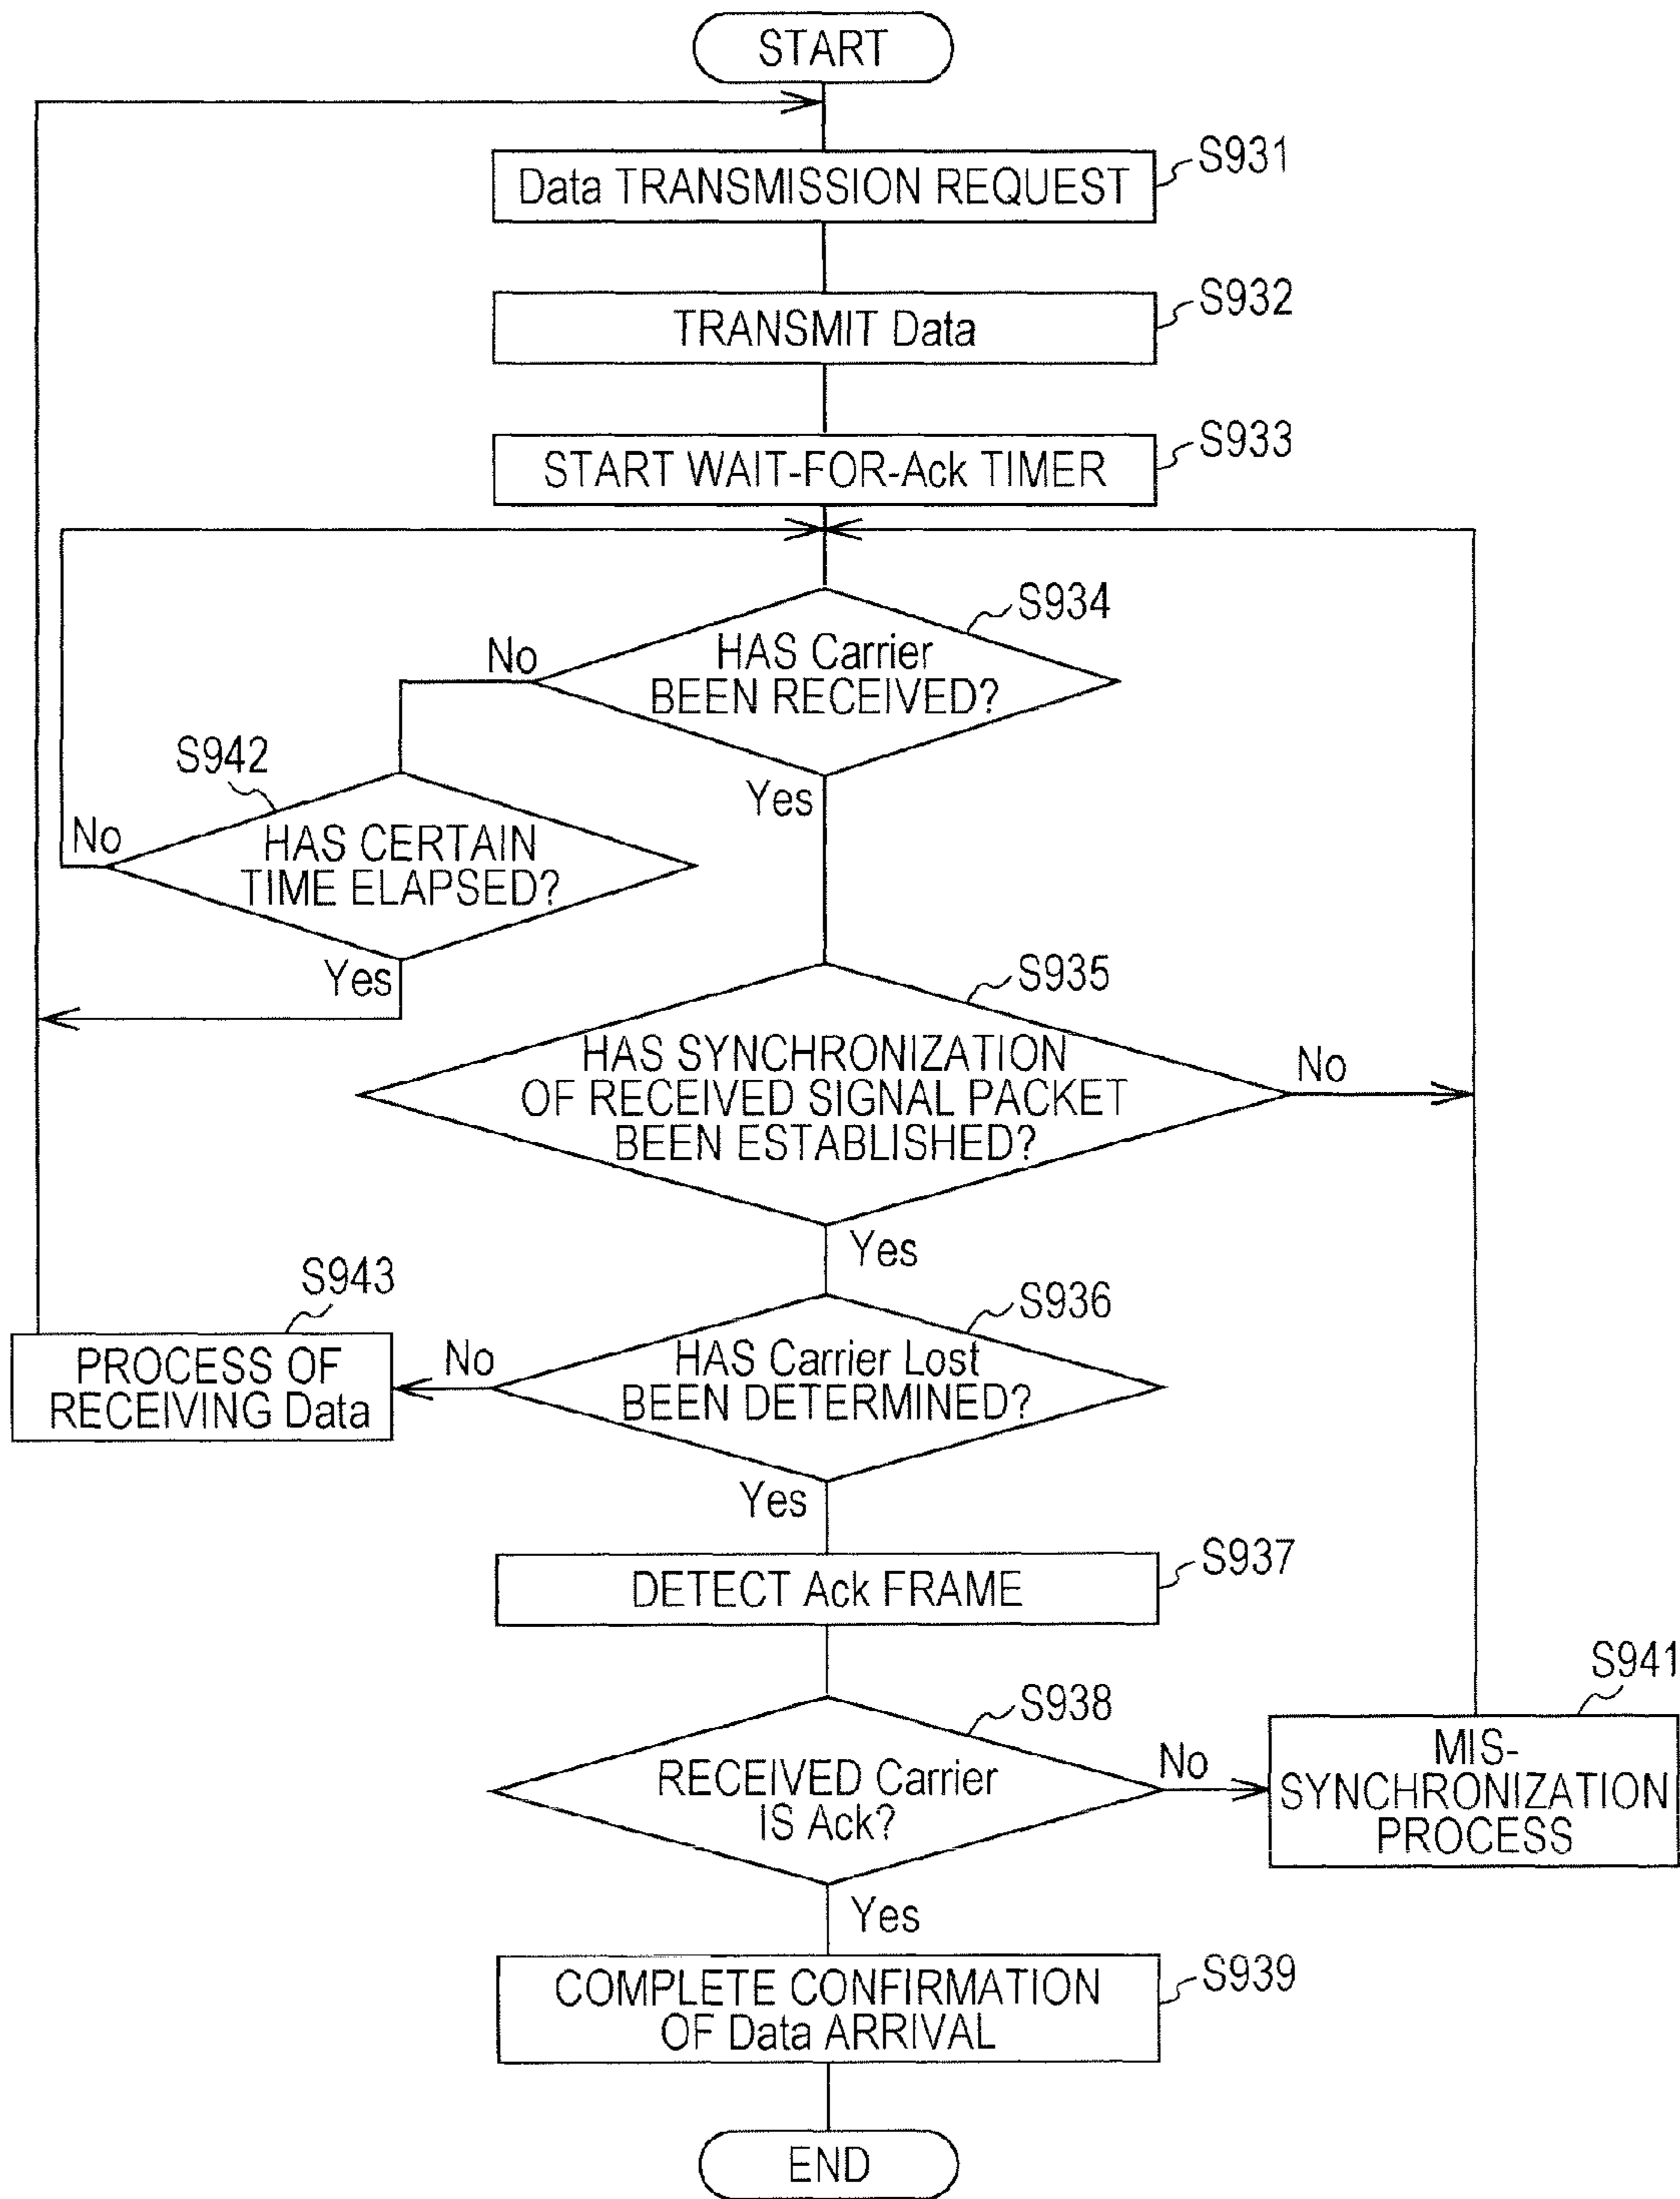 START
Data TRANSMISSION REQUEST
S931
TRANSMIT Data
S932
START WAIT-FOR-Ack TIMER
S933
S934
HAS Carrier
BEEN RECEIVED?
No
Yes
S942
HAS CERTAIN
TIME ELAPSED?
No
Yes
S935
HAS SYNCHRONIZATION
OF RECEIVED SIGNAL PACKET
BEEN ESTABLISHED?
No
Yes
S943
PROCESS OF
RECEIVING Data
S936
HAS Carrier Lost
BEEN DETERMINED?
No
Yes
DETECT Ack FRAME
S937
S938
RECEIVED Carrier
IS Ack?
No
Yes
S941
MIS-
SYNCHRONIZATION
PROCESS
COMPLETE CONFIRMATION
OF Data ARRIVAL
S939
END